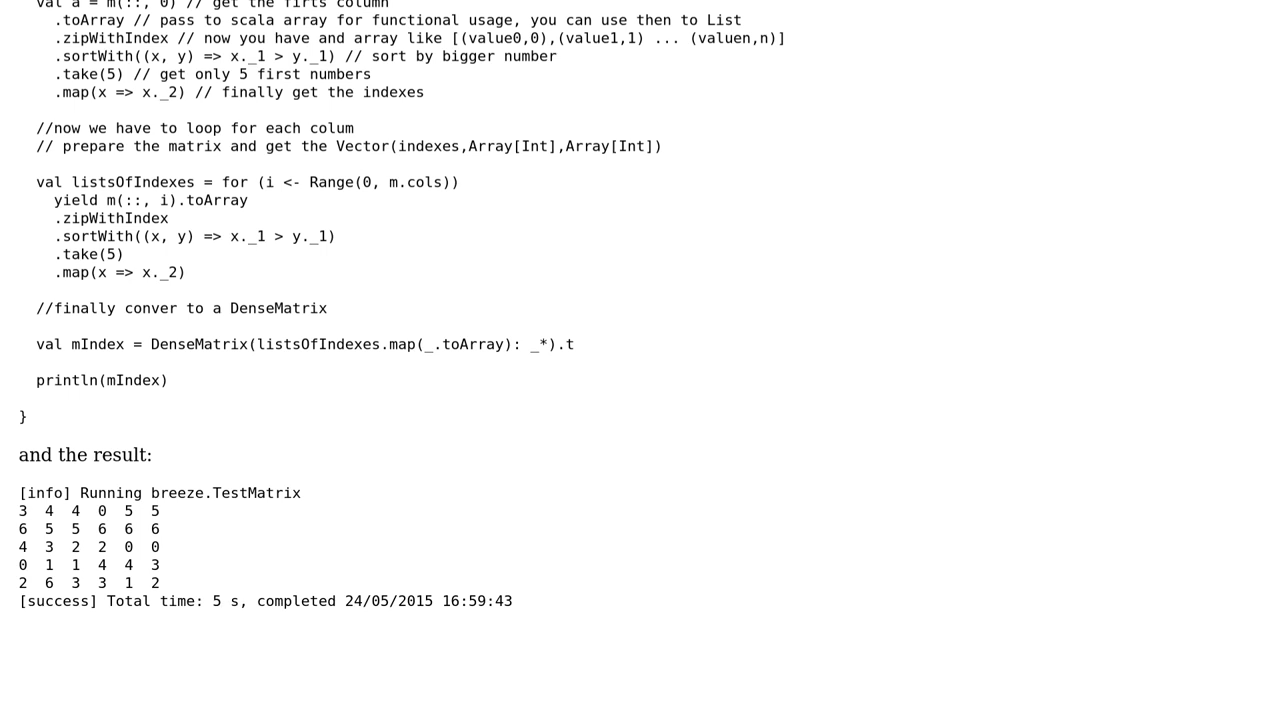 val a = m(::, 0) // get the firts column
.toArray // pass to scala array for functional usage, you can use then to List
.zipWithIndex // now you have and array like [(value0,0),(value1,1) ... (valuen,n)]
.sortWith((x, y) => x._1 > y._1) // sort by bigger number
.take(5) // get only 5 first numbers
.map(x => x._2) // finally get the indexes
//now we have to loop for each colum
// prepare the matrix and get the Vector(indexes,Array[Int],Array[Int])
val listsOfIndexes = for (i <- Range(0, m.cols))
yield m(::, i).toArray
.zipWithIndex
.sortWith((x, y) => x._1 > y._1)
.take(5)
.map(x => x._2)
//finally conver to a DenseMatrix
val mIndex = DenseMatrix(listsOfIndexes.map(_.toArray): _*).t
println(mIndex)
}
and the result:
[info] Running breeze.TestMatrix
3  4  4  0  5  5
6  5  5  6  6  6
4  3  2  2  0  0
0  1  1  4  4  3
2  6  3  3  1  2
[success] Total time: 5 s, completed 24/05/2015 16:59:43